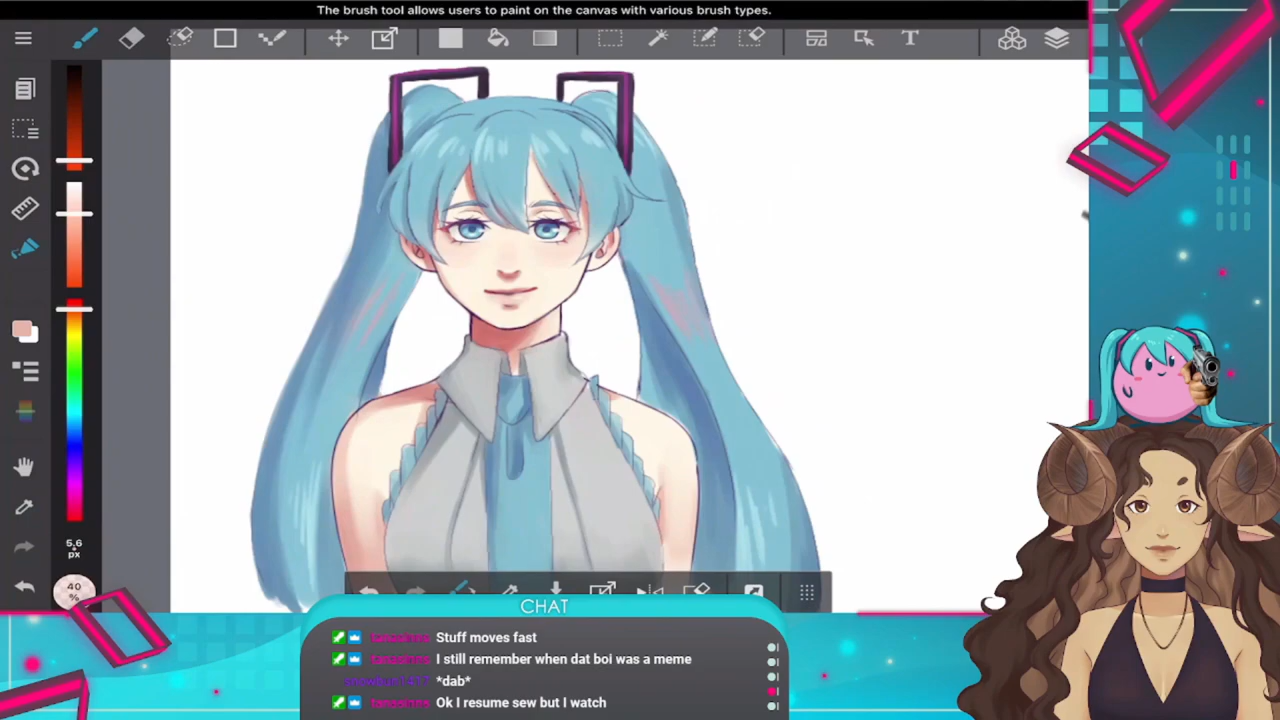 The brush tool allows users to paint on the canvas with various brush types.
T
5.6
px
40
%
CHAT
Stuff moves fast
I still remember when dat boi was a meme
*dab*
Ok I resume sew but I watch